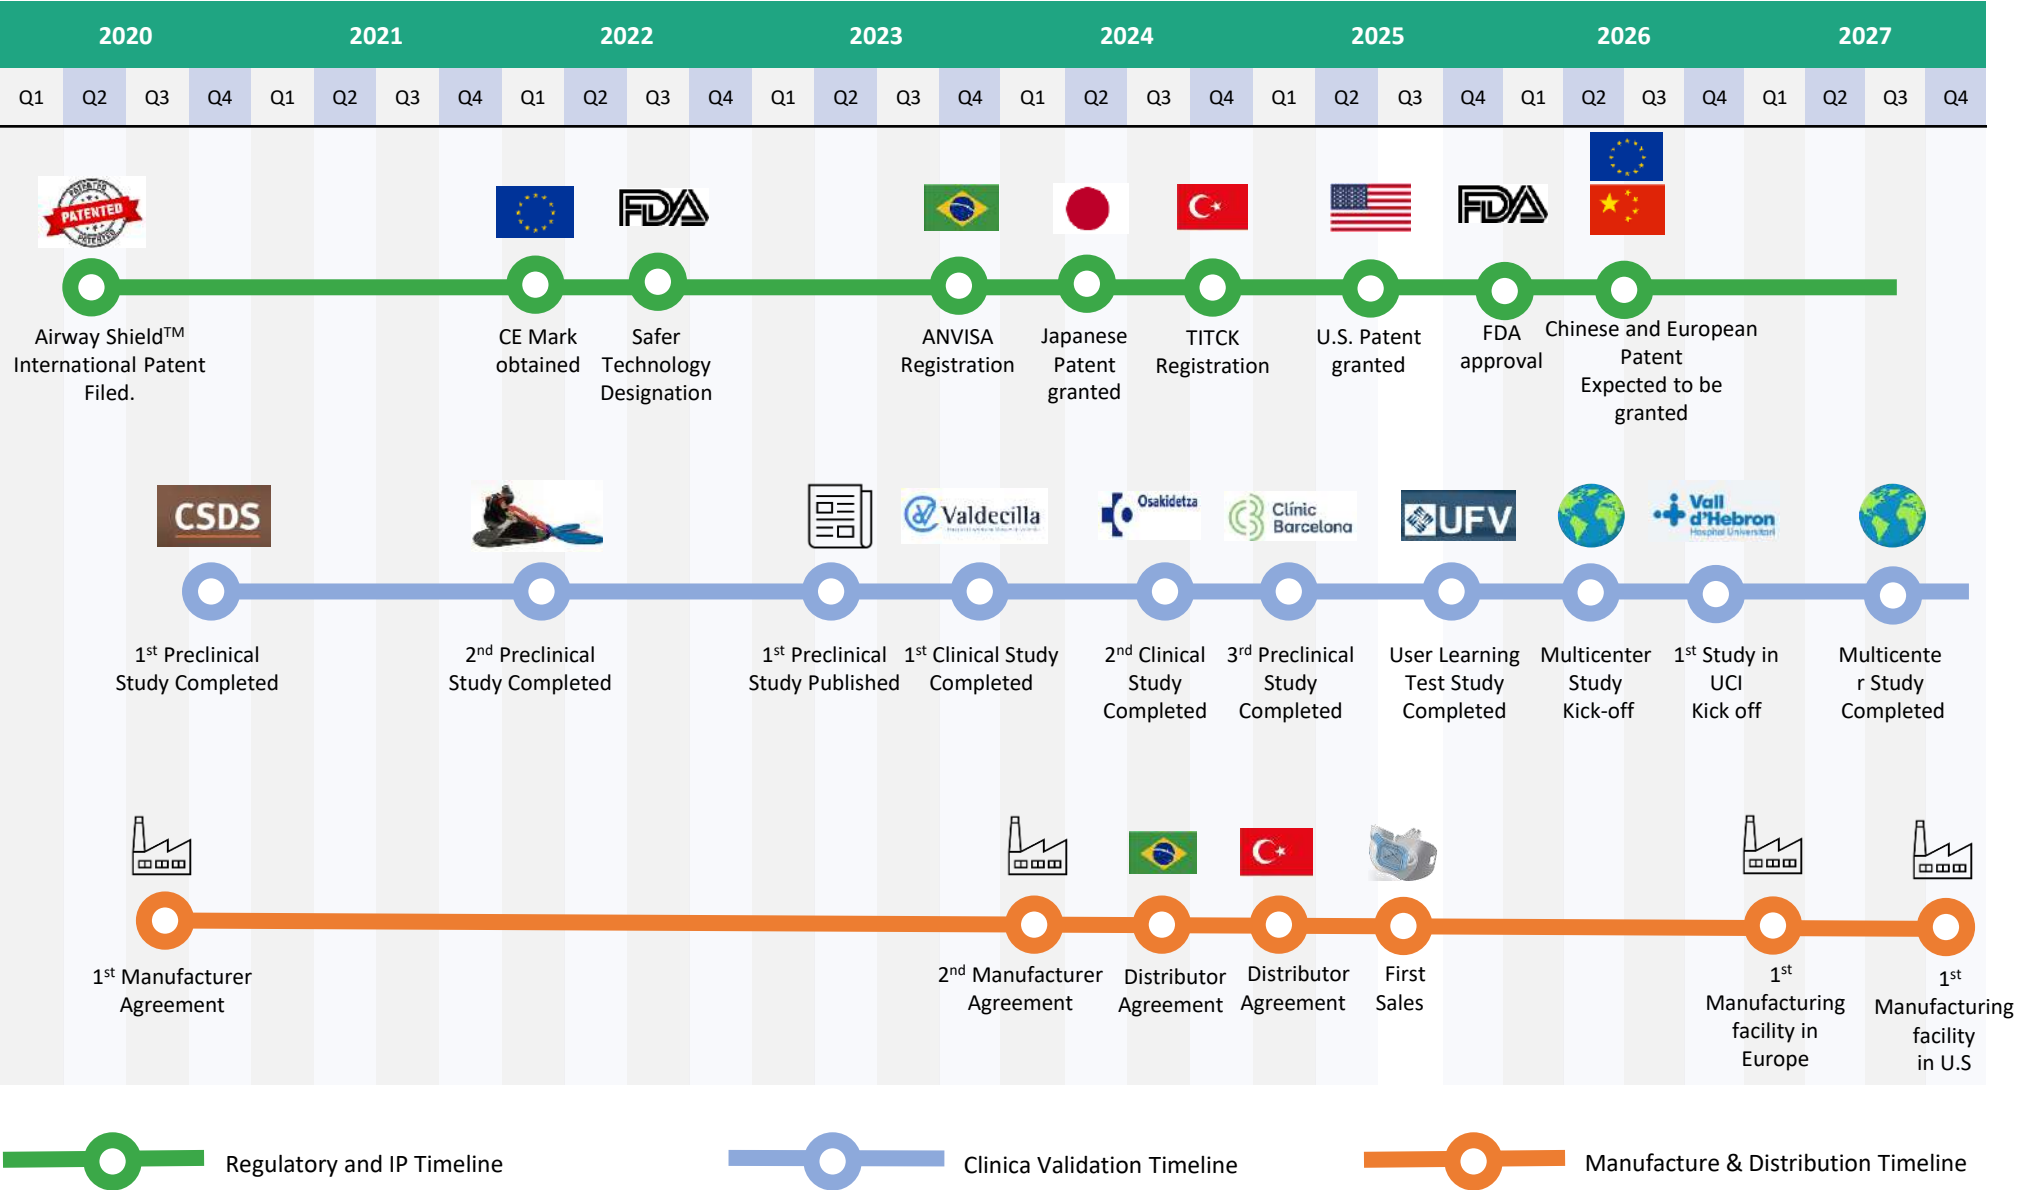 2020 2021 2022 2023 2024 2025 2026 2027
Q1 Q2 Q3 Q4 Q1 Q2 Q3 Q4 Q1 Q2 Q3 Q4 Q1 Q2 Q3 Q4 Q1 Q2 Q3 Q4 Q1 Q2 Q3 Q4 Q1 Q2 Q3 Q4 Q1 Q2 Q3 Q4
PATENTED
PATENTED
PATENTED
FDA
FDA
Airway Shield™
International Patent
Filed.
CE Mark
obtained
Safer
Technology
Designation
ANVISA
Registration
Japanese
Patent
granted
TITCK
Registration
U.S. Patent
granted
FDA
approval
Chinese and European
Patent
Expected to be
granted
CSDS
Valdecilla
Osakidetza
Clínic
Barcelona
UFV
Vall
d'Hebron
Hospital Universitari
1st Preclinical
Study Completed
2nd Preclinical
Study Completed
1st Preclinical
Study Published
1st Clinical Study
Completed
2nd Clinical
Study
Completed
3rd Preclinical
Study
Completed
User Learning
Test Study
Completed
Multicenter
Study
Kick-off
1st Study in
UCI
Kick off
Multicente
r Study
Completed
1st Manufacturer
Agreement
2nd Manufacturer
Agreement
Distributor
Agreement
Distributor
Agreement
First
Sales
1st
Manufacturing
facility in
Europe
1st
Manufacturing
facility
in U.S
Regulatory and IP Timeline
Clinica Validation Timeline
Manufacture & Distribution Timeline